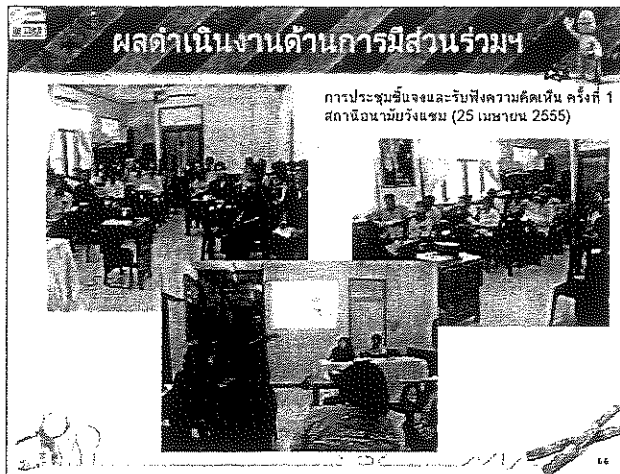 ผลดำเนินงานด้านการมีส่วนร่วมฯ
การประชุมชี้แจงและรับฟังความคิดเห็น ครั้งที่ 1
สถานีอนามัยวังแซม (25 เมษายน 2555)